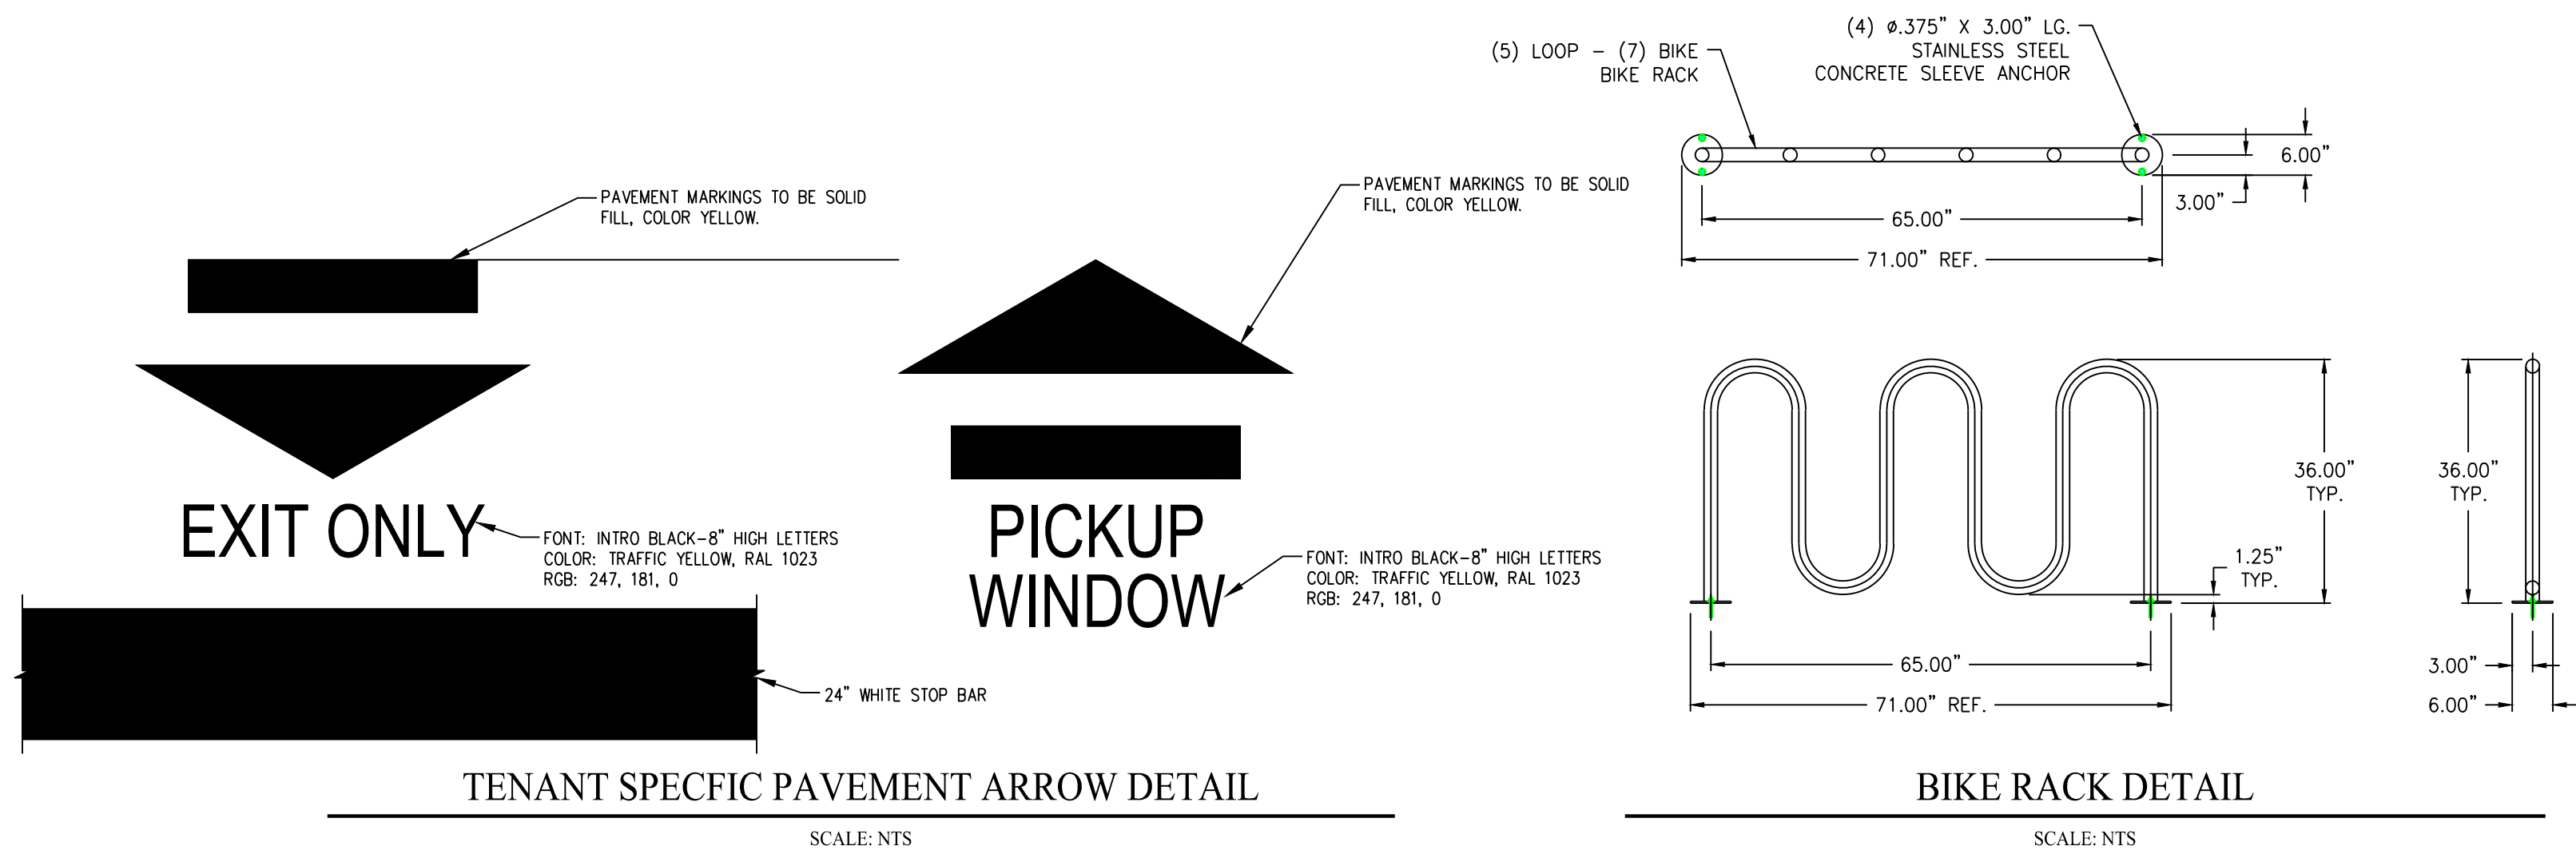 PAVEMENT MARKINGS TO BE SOLID
FILL, COLOR YELLOW.
EXIT ONLY
FONT: INTRO BLACK-8" HIGH LETTERS
COLOR: TRAFFIC YELLOW, RAL 1023
RGB: 247, 181, 0
24" WHITE STOP BAR
PAVEMENT MARKINGS TO BE SOLID
FILL, COLOR YELLOW.
PICKUP
WINDOW
FONT: INTRO BLACK-8" HIGH LETTERS
COLOR: TRAFFIC YELLOW, RAL 1023
RGB: 247, 181, 0
TENANT SPECFIC PAVEMENT ARROW DETAIL
SCALE: NTS
(5) LOOP - (7) BIKE
BIKE RACK
(4) ø.375" X 3.00" LG.
STAINLESS STEEL
CONCRETE SLEEVE ANCHOR
6.00"
3.00"
65.00"
71.00" REF.
36.00"
TYP.
1.25"
TYP.
65.00"
71.00" REF.
36.00"
TYP.
3.00"
6.00"
BIKE RACK DETAIL
SCALE: NTS